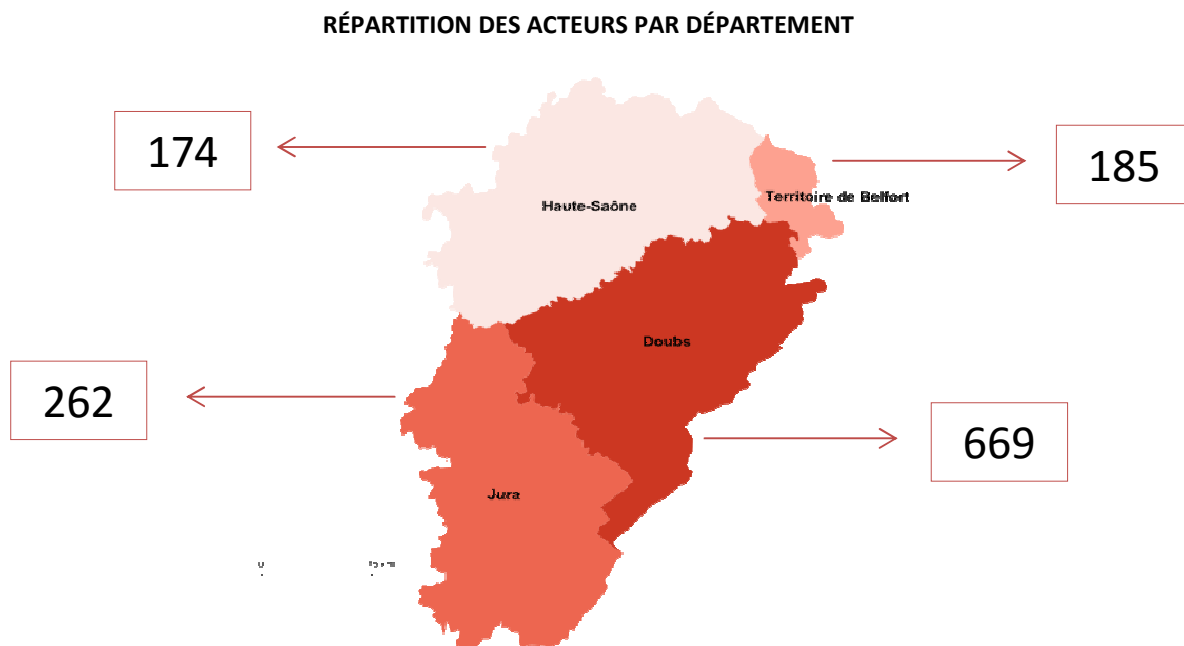 RÉPARTITION DES ACTEURS PAR DÉPARTEMENT
174
185
Haute-Saône
Territoire de Belfort
Doubs
262
669
Jura